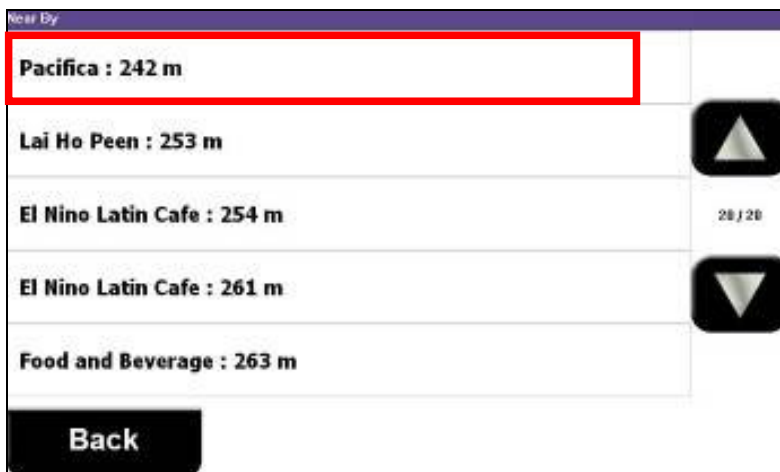 Near By
Pacifica : 242 m
Lai Ho Peen : 253 m
El Nino Latin Cafe : 254 m
20 / 20
El Nino Latin Cafe : 261 m
Food and Beverage : 263 m
Back